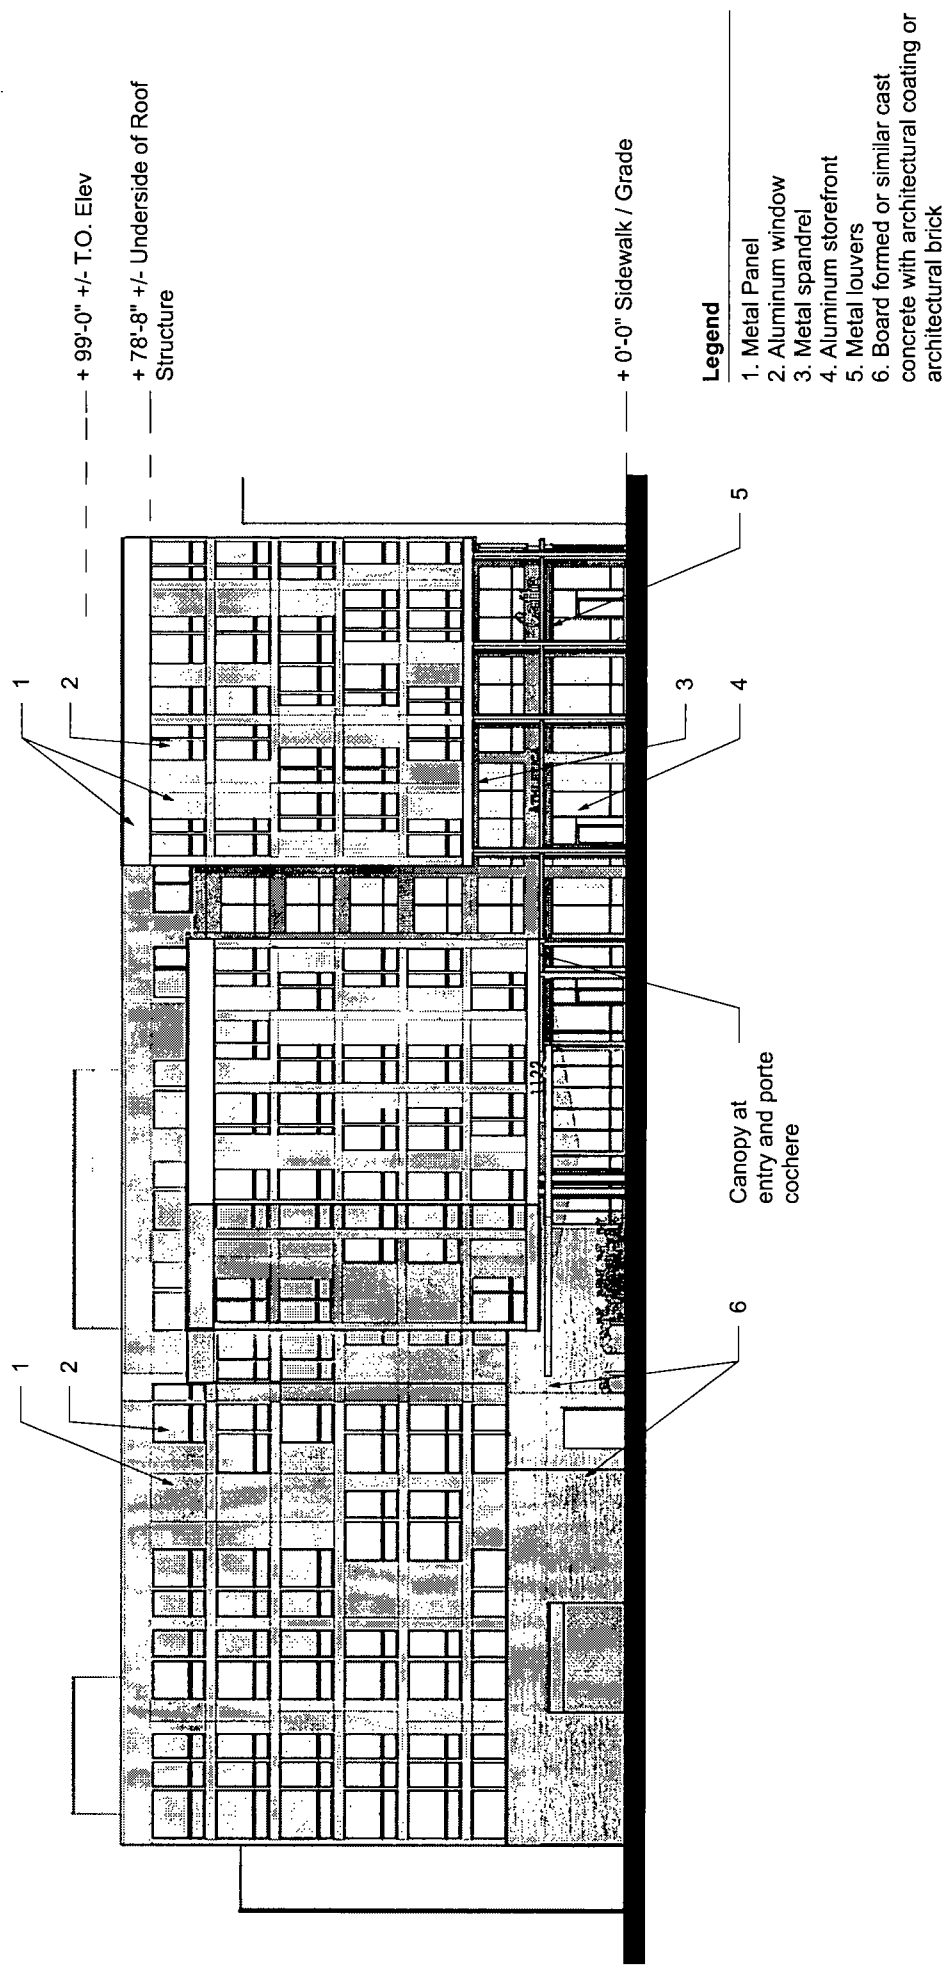 + 99'-0" +/- T.O. Elev
+ 78'-8" +/- Underside of Roof
Structure
+ 0'-0" Sidewalk / Grade
1
2
1
2
3
4
5
6
1122
Canopy at
entry and porte
cochere
Legend
1. Metal Panel
2. Aluminum window
3. Metal spandrel
4. Aluminum storefront
5. Metal louvers
6. Board formed or similar cast
concrete with architectural coating or
architectural brick